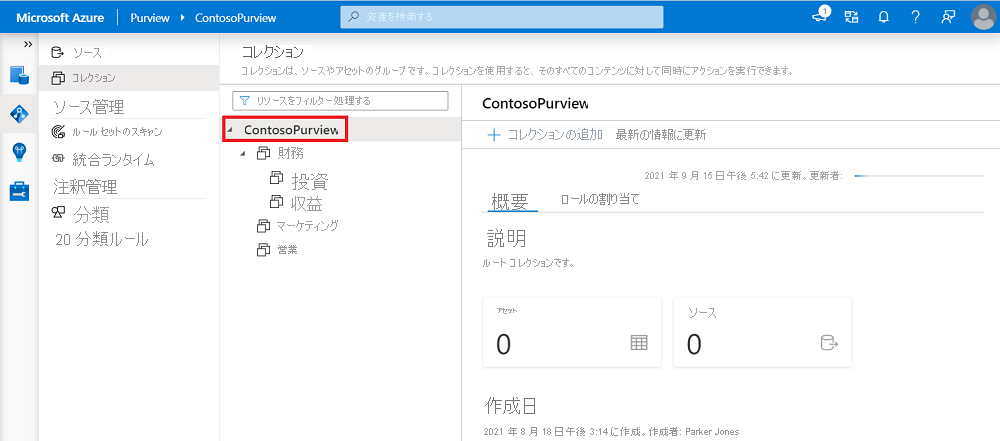 Microsoft Azure Purview ContosoPurview
資産を検索する
1
ソース
コレクション
ソース管理
ルール セットのスキャン
統合ランタイム
注釈管理
分類
20 分類ルール
コレクション
コレクションは、ソースやアセットのグループです。コレクションを使用すると、そのすべてのコンテンツに対して同時にアクションを実行できます。
リソースをフィルター処理する
ContosoPurview
財務
投資
収益
マーケティング
営業
ContosoPurview
コレクションの追加 最新の情報に更新
2021 年 9 月 15 日午後 5:42 に更新。更新者:
概要 ロールの割り当て
説明
ルート コレクションです。
アセット
0
ソース
0
作成日
2021 年 8 月 18 日午後 3:14 に作成。作成者: Parker Jones